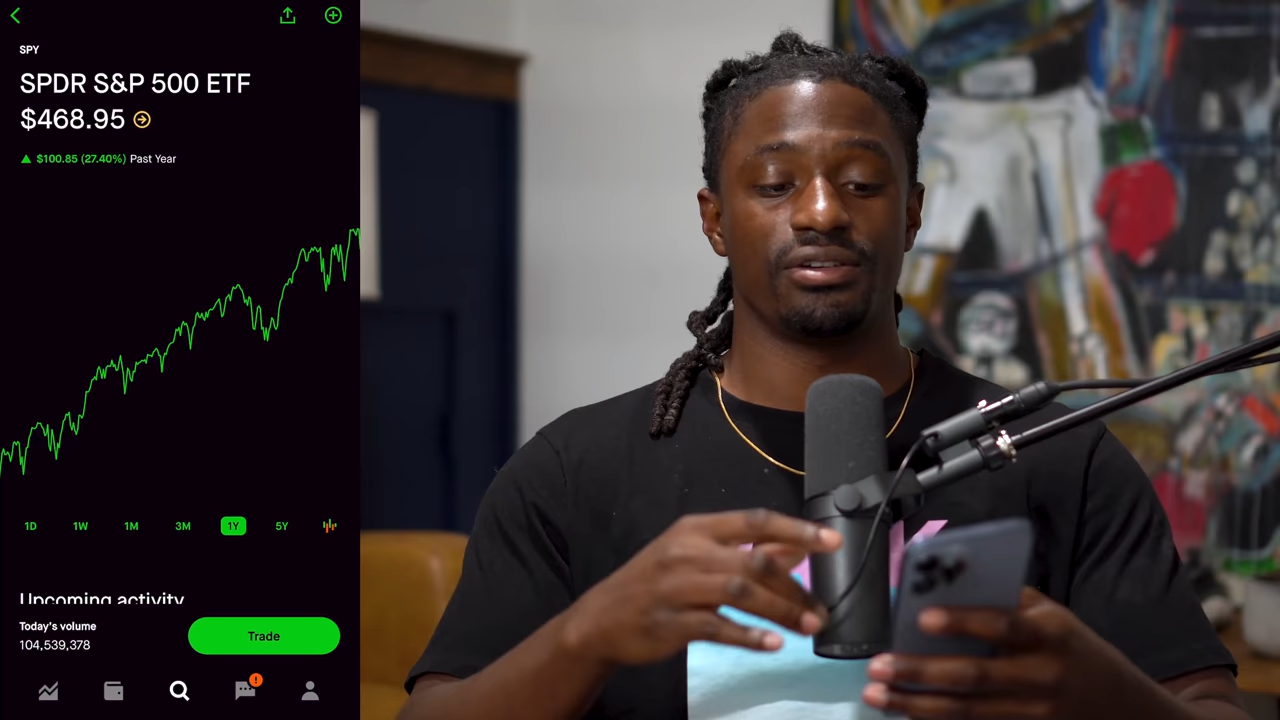 SPY
SPDR S&P 500 ETF
$468.95
$100.85 (27.40%) Past Year
1D 1W 1M 3M 1Y 5Y
Upcoming activity
Today's volume
104,539,378
Trade